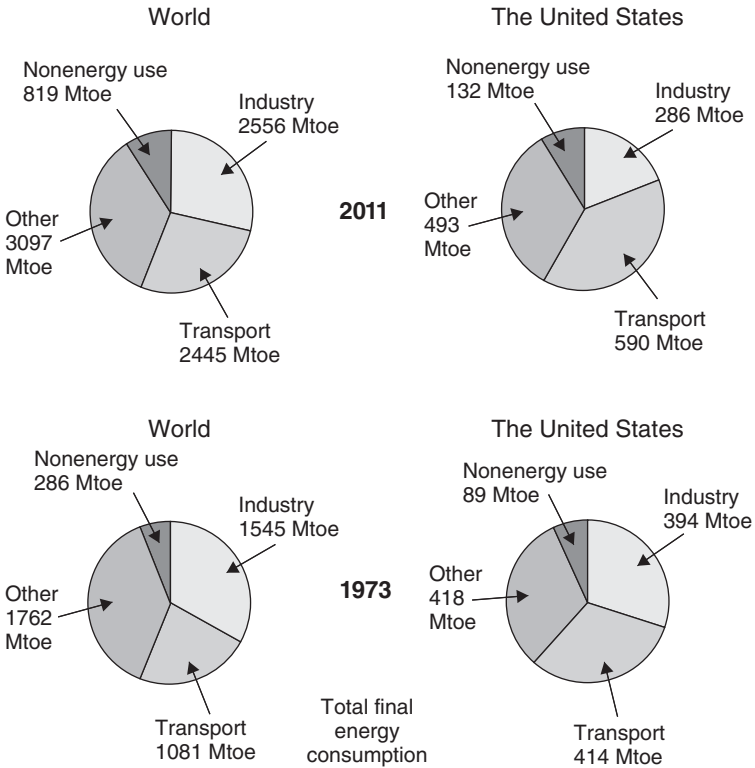 World
Nonenergy use
819 Mtoe
Industry
2556 Mtoe
Other
3097
Mtoe
Transport
2445 Mtoe
2011
The United States
Nonenergy use
132 Mtoe
Industry
286 Mtoe
Other
493
Mtoe
Transport
590 Mtoe
World
Nonenergy use
286 Mtoe
Industry
1545 Mtoe
Other
1762
Mtoe
Transport
1081 Mtoe
1973
The United States
Nonenergy use
89 Mtoe
Industry
394 Mtoe
Other
418
Mtoe
Transport
414 Mtoe
Total final
energy
consumption